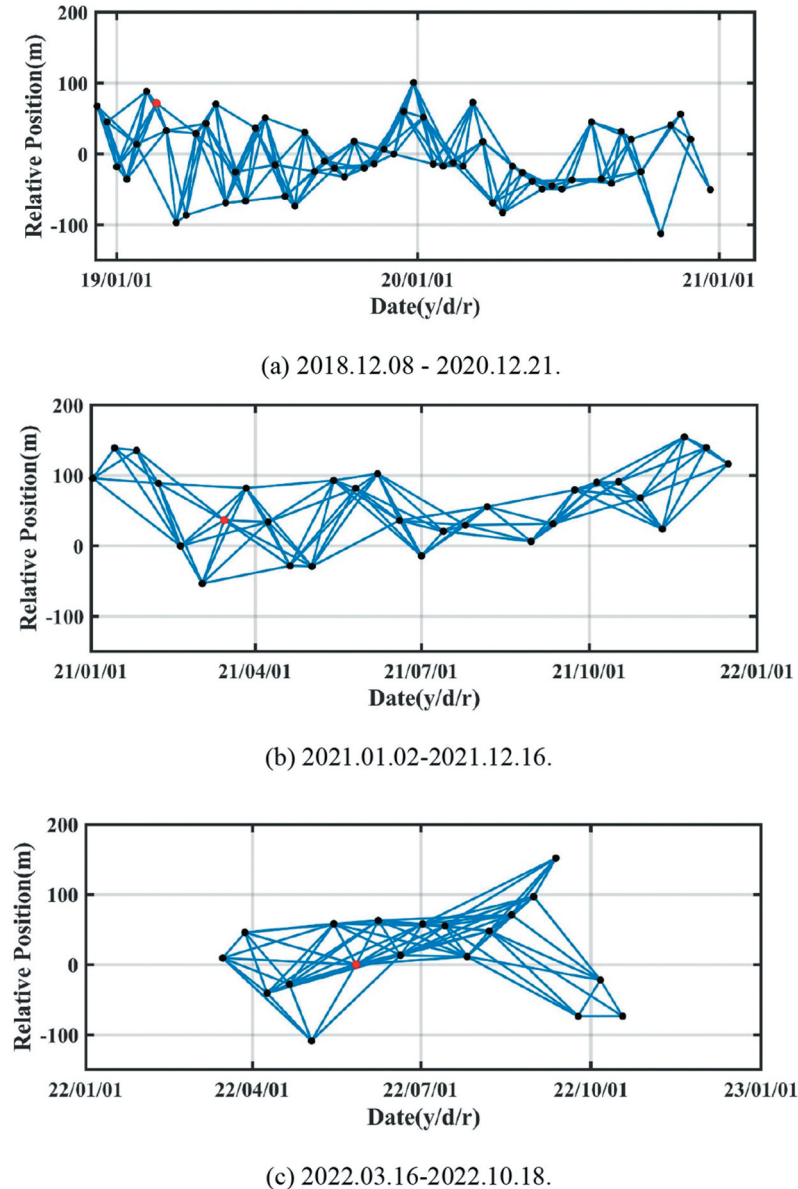 200
100
0
-100
Relative Position(m)
19/01/01
20/01/01
21/01/01
Date(y/d/r)
(a) 2018.12.08 - 2020.12.21.
200
100
0
-100
Relative Position(m)
21/01/01
21/04/01
21/07/01
21/10/01
22/01/01
Date(y/d/r)
(b) 2021.01.02-2021.12.16.
200
100
0
-100
Relative Position(m)
22/01/01
22/04/01
22/07/01
22/10/01
23/01/01
Date(y/d/r)
(c) 2022.03.16-2022.10.18.